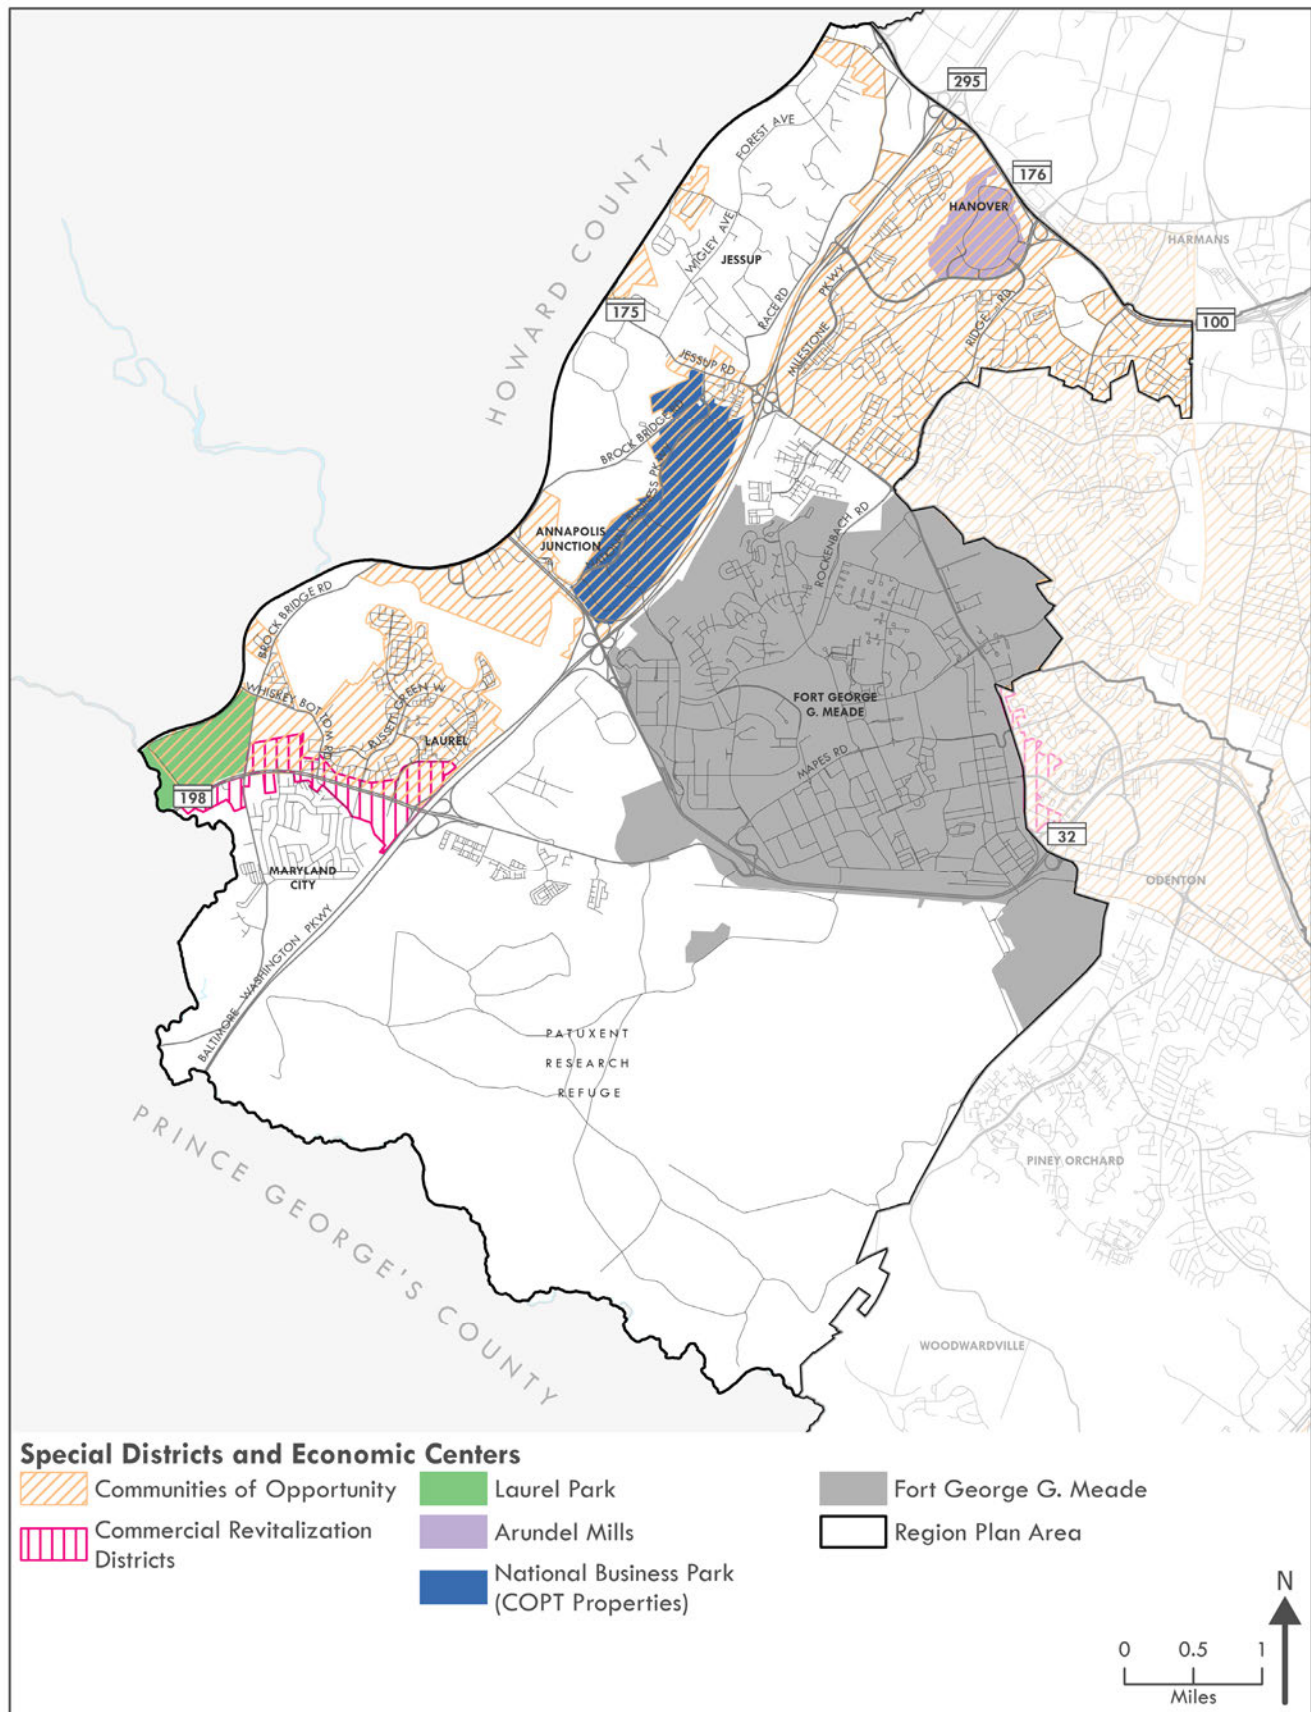 295
FOREST AVE
176
HANOVER
HARMANS
HOWARD COUNTY
WIGLEY AVE
JESSUP
PKWY
RACE RD
175
RIDGE RD
100
MILESTONE
JESSUP RD
BROCK BRIDGE RD
ROCKENBACH RD
ANNAPOLIS
JUNCTION
BROCK BRIDGE RD
WHISKEY BOTTOM RD
RUSSETT GREEN W
FORT GEORGE
G. MEADE
LAUREL
MAPES RD
198
32
MARYLAND
CITY
ODENTON
BALTIMORE WASHINGTON PKWY
PATUXENT
RESEARCH
REFUGE
PRINCE GEORGE'S COUNTY
PINEY ORCHARD
WOODWARDVILLE
Special Districts and Economic Centers
Communities of Opportunity
Commercial Revitalization
Districts
Laurel Park
Arundel Mills
National Business Park
(COPT Properties)
Fort George G. Meade
Region Plan Area
N
0 0.5 1
Miles